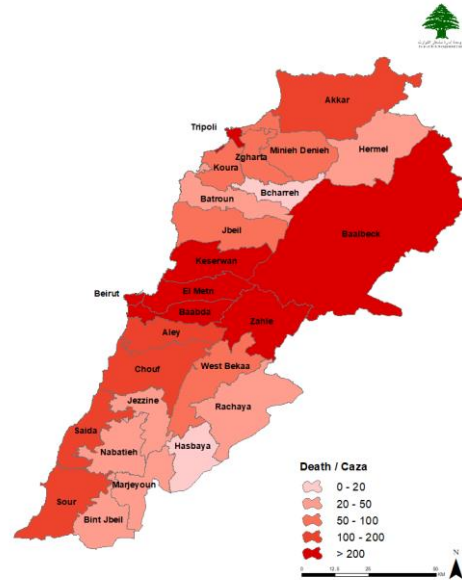 Akkar
Tripoli
Minieh Denieh
Zgharta
Hermel
Koura
Bcharreh
Batroun
Jbeil
Baalbeck
Keserwan
El Metn
Beirut
Baabda
Zahle
Aley
Chouf
West Bekaa
Jezzine
Rachaya
Saida
Hasbaya
Nabatieh
Marjeyoun
Sour
Bint Jbeil
Death / Caza
0 - 20
20 - 50
50 - 100
100 - 200
> 200
N